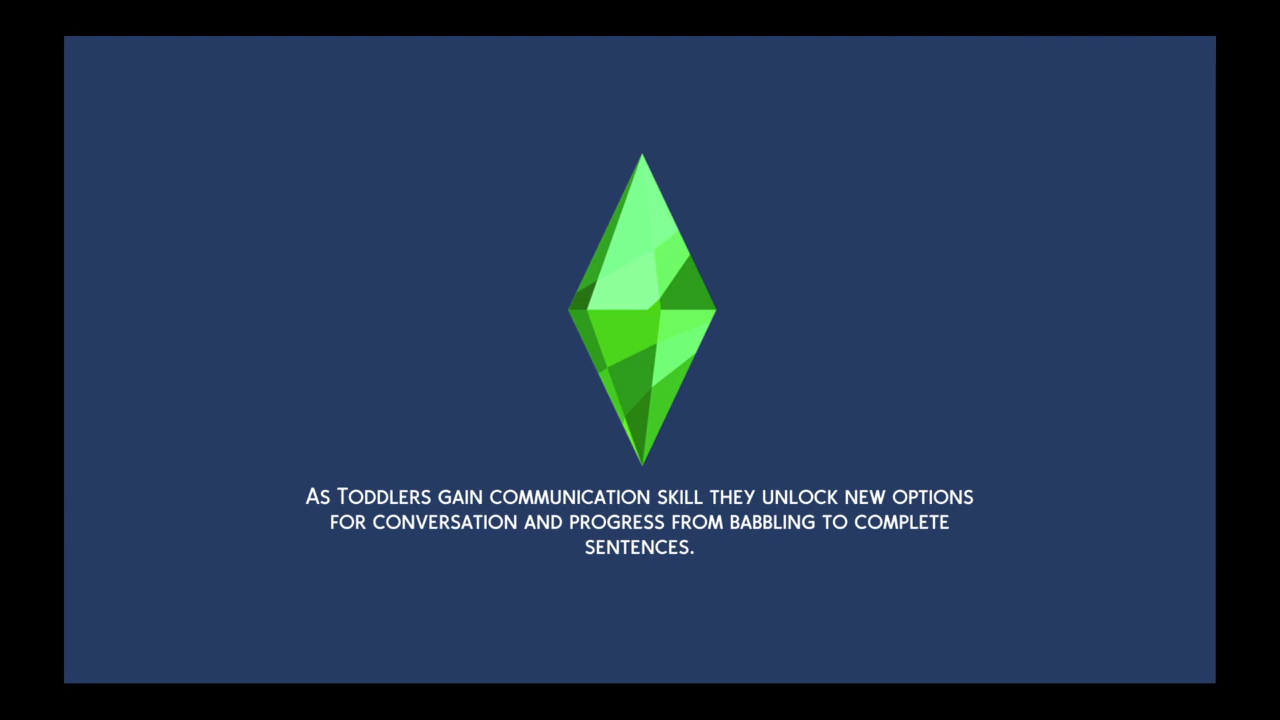 As Toddlers gain communication skill they unlock new options
for conversation and progress from babbling to complete
sentences.